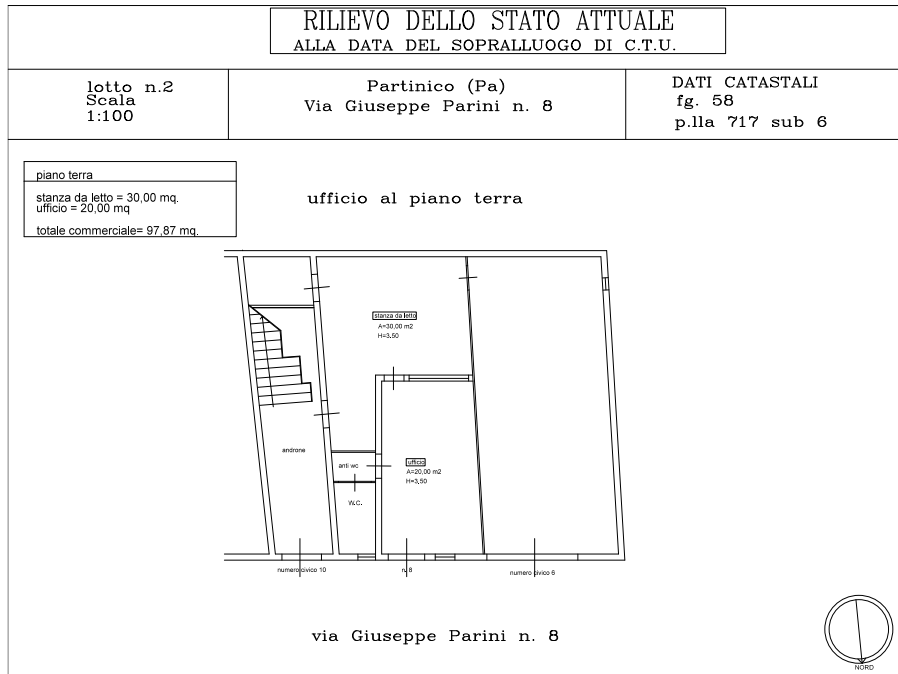 RILIEVO DELLO STATO ATTUALE
ALLA DATA DEL SOPRALLUOGO DI C.T.U.
lotto n.2
Scala
1:100
Partinico (Pa)
Via Giuseppe Parini n. 8
DATI CATASTALI
fg. 58
p.lla 717 sub 6
piano terra
stanza da letto = 30,00 mq.
ufficio = 20,00 mq
totale commerciale= 97,87 mq.
ufficio al piano terra
stanza da letto
A=30,00 m2
H=3.50
androne
anti wc
ufficio
A=20,00 m2
H=3,50
W.C.
numero civico 10
n. 8
numero civico 6
via Giuseppe Parini n. 8
NORD